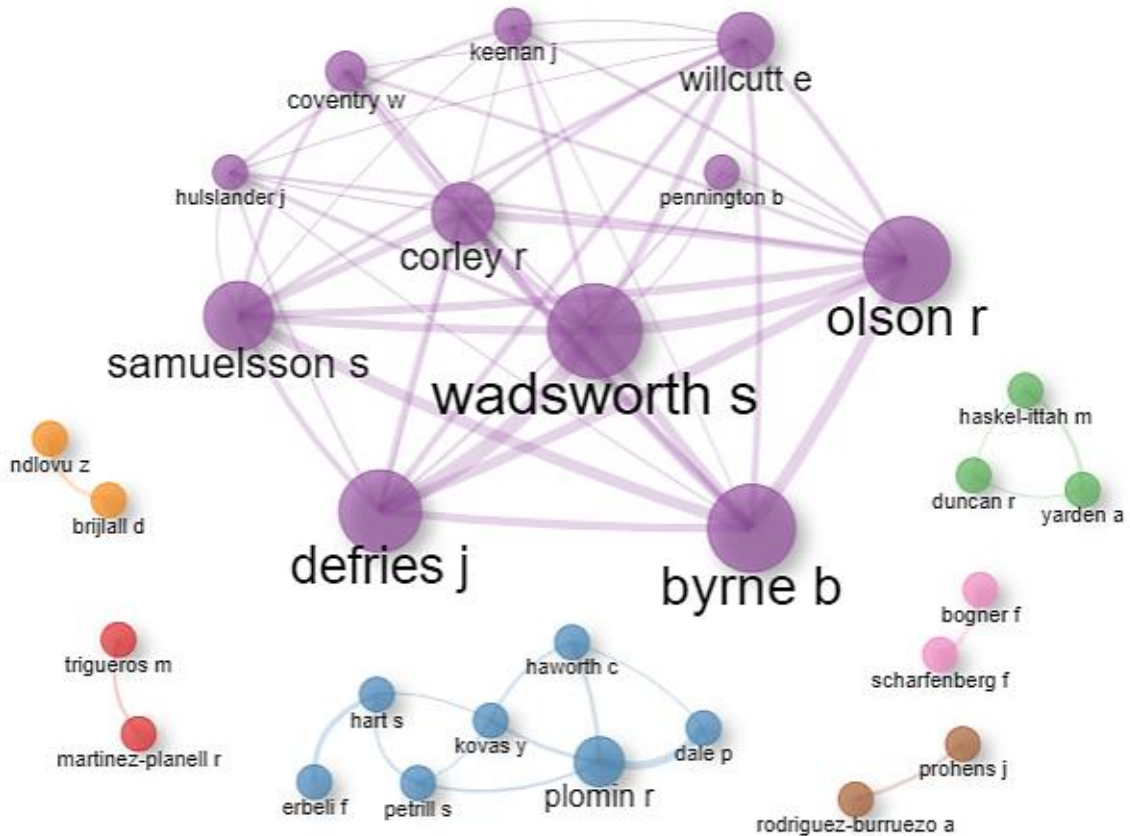 keenan j
willcutt e
coventry w
hulslander j
pennington b
corley r
olson r
samuelsson s
wadsworth s
haskel-ittah m
ndlovu z
duncan r
yarden a
brijlall d
defries j
byrne b
bogner f
trigueros m
haworth c
scharfenberg f
hart s
kovas y
dale p
martinez-planell r
prohens j
erbeli f
petrill s
plomin r
rodriguez-burruezo a